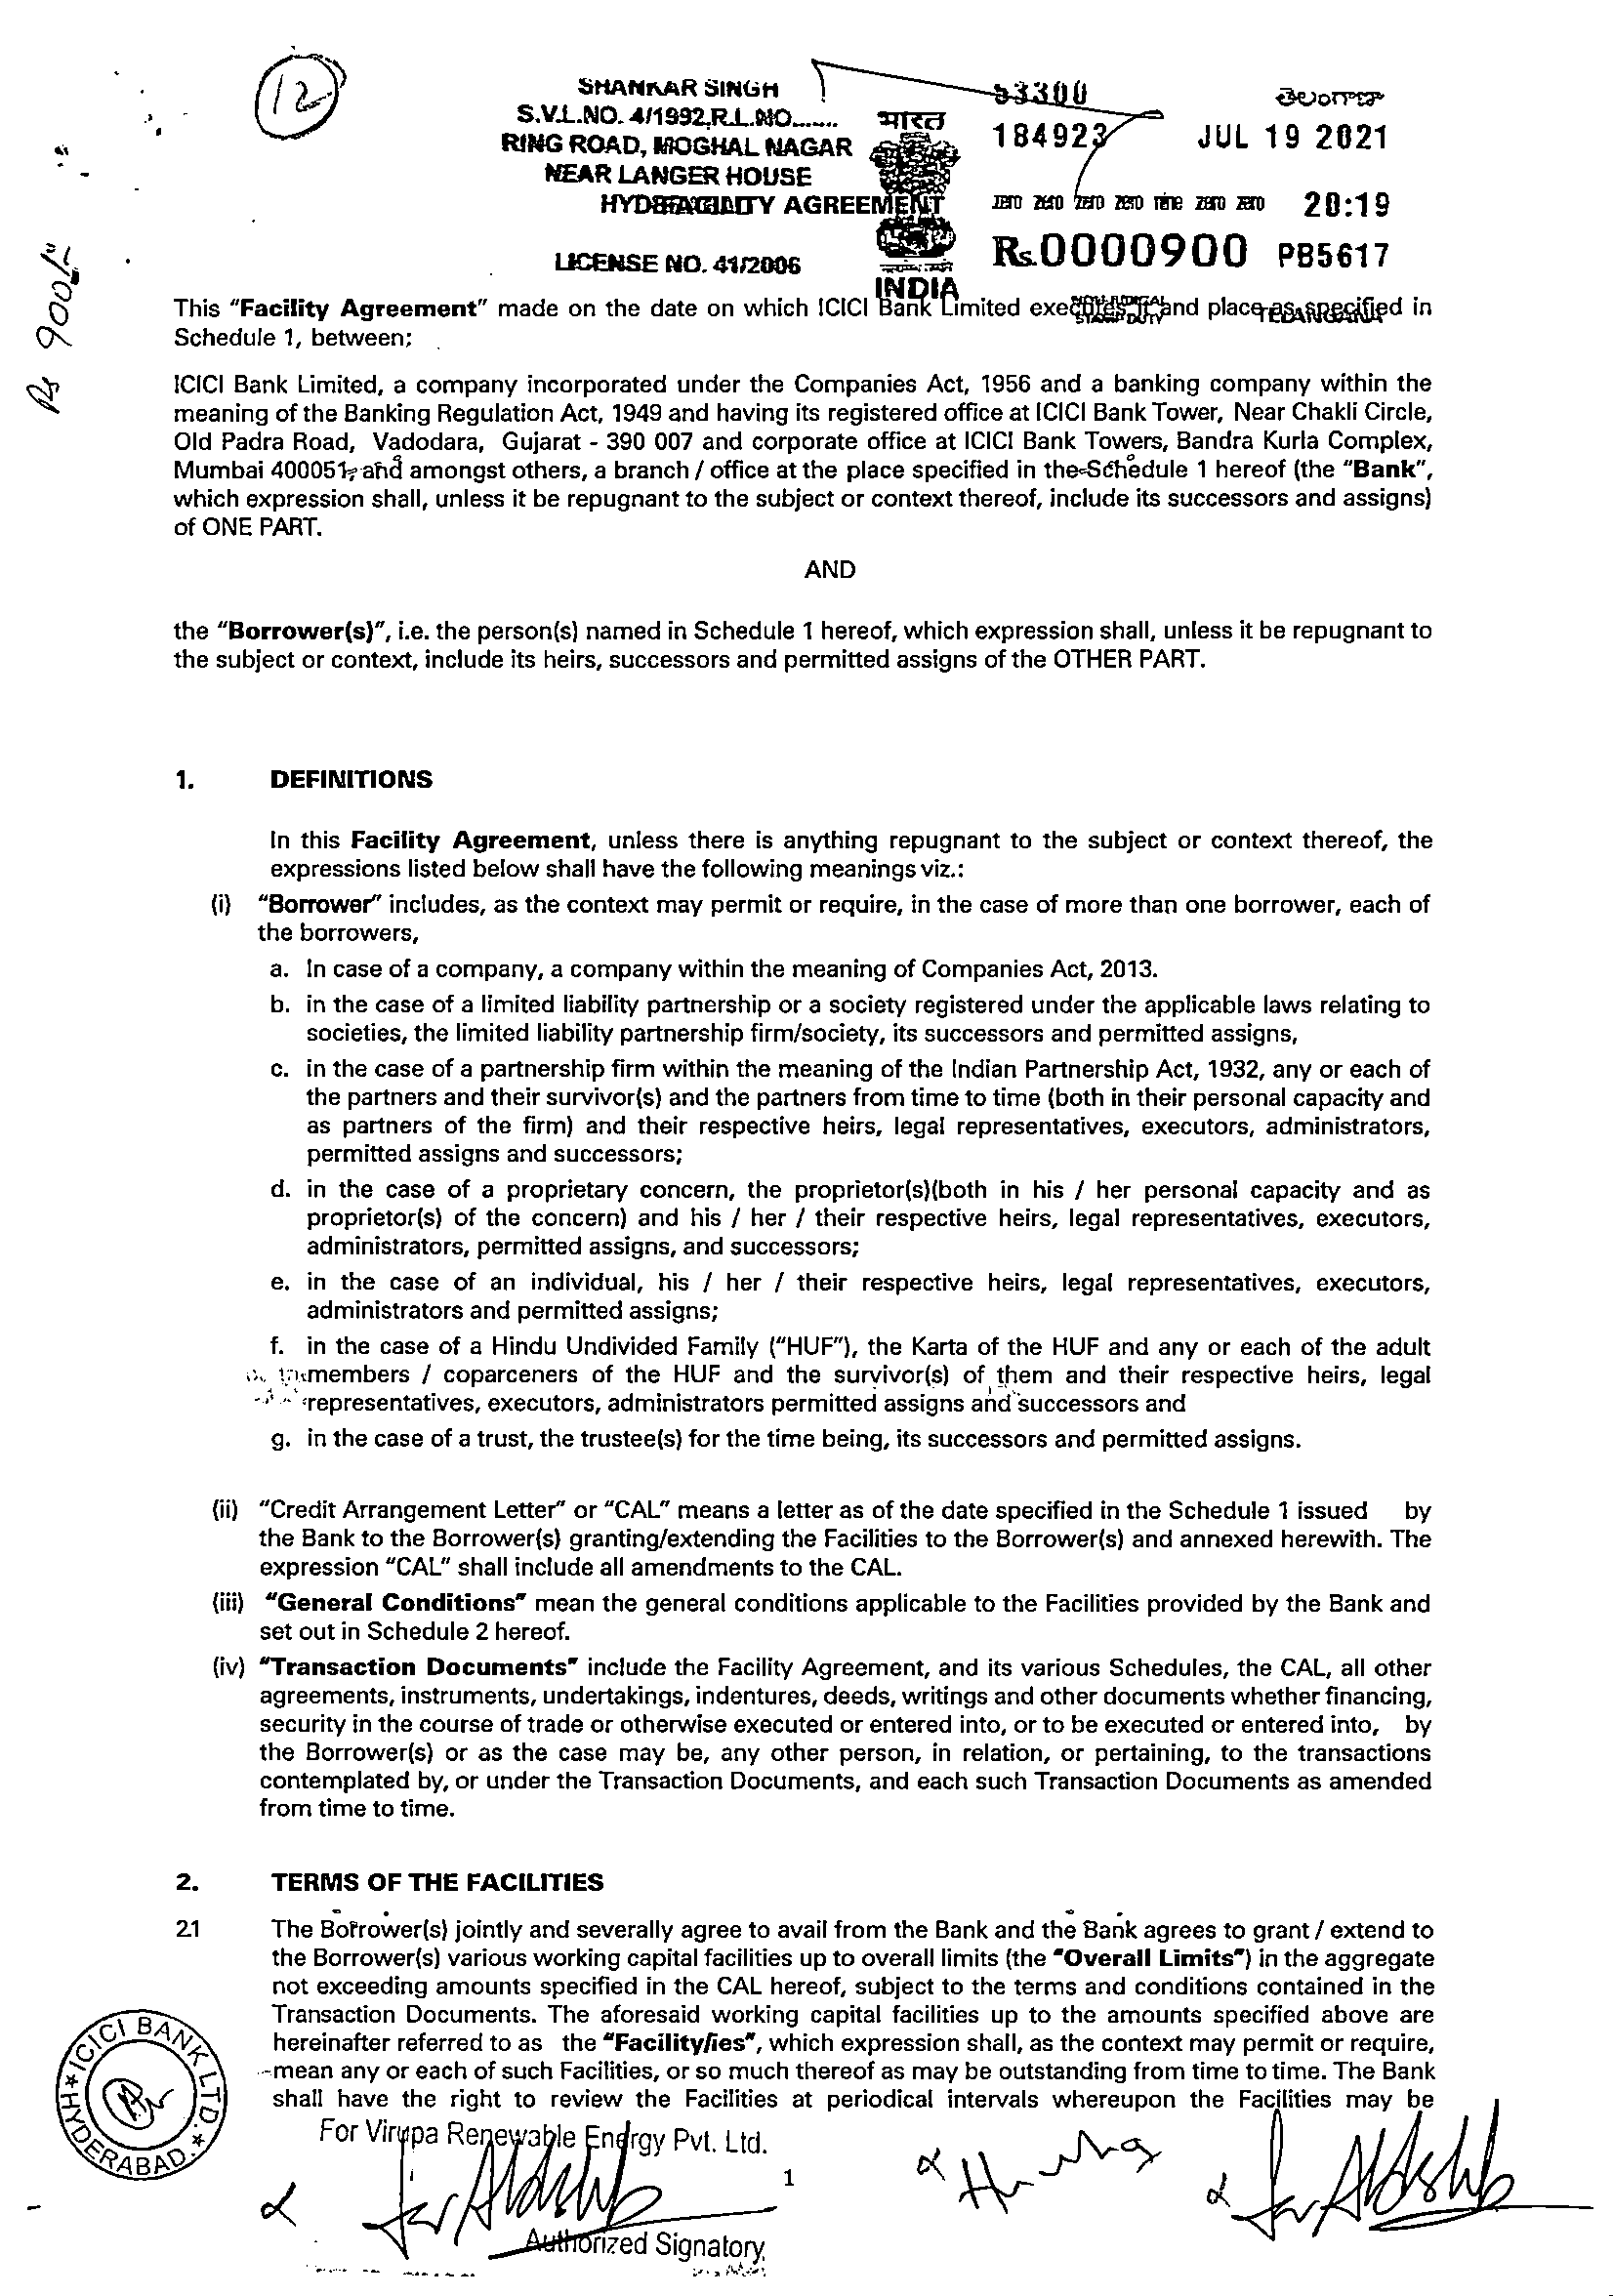 12
SHANKAR SINGH
S.V.L.NO. 4/1992,R.L.NO.......
RING ROAD, MOGHAL NAGAR
NEAR LANGER HOUSE
FACILITY AGREEMENT
LICENSE NO. 41/2006
भारत
INDIA
53300
184923
తెలంగాణా
JUL 19 2021
zero zero zero zero nine zero zero 20:19
Rs.0000900 PB5617
NON JUDICIAL
STAMP DUTY
TELANGANA
Rs 900/-
This “Facility Agreement” made on the date on which ICICI Bank Limited executes it and place as specified in
Schedule 1, between:
ICICI Bank Limited, a company incorporated under the Companies Act, 1956 and a banking company within the
meaning of the Banking Regulation Act, 1949 and having its registered office at ICICI Bank Tower, Near Chakli Circle,
Old Padra Road, Vadodara, Gujarat - 390 007 and corporate office at ICICI Bank Towers, Bandra Kurla Complex,
Mumbai 400051, and amongst others, a branch / office at the place specified in the Schedule 1 hereof (the “Bank”,
which expression shall, unless it be repugnant to the subject or context thereof, include its successors and assigns)
of ONE PART.
AND
the “Borrower(s)”, i.e. the person(s) named in Schedule 1 hereof, which expression shall, unless it be repugnant to
the subject or context, include its heirs, successors and permitted assigns of the OTHER PART.
1. DEFINITIONS
In this Facility Agreement, unless there is anything repugnant to the subject or context thereof, the
expressions listed below shall have the following meanings viz.:
(i) “Borrower” includes, as the context may permit or require, in the case of more than one borrower, each of
the borrowers,
a. In case of a company, a company within the meaning of Companies Act, 2013.
b. in the case of a limited liability partnership or a society registered under the applicable laws relating to
societies, the limited liability partnership firm/society, its successors and permitted assigns,
c. in the case of a partnership firm within the meaning of the Indian Partnership Act, 1932, any or each of
the partners and their survivor(s) and the partners from time to time (both in their personal capacity and
as partners of the firm) and their respective heirs, legal representatives, executors, administrators,
permitted assigns and successors;
d. in the case of a proprietary concern, the proprietor(s)(both in his / her personal capacity and as
proprietor(s) of the concern) and his / her / their respective heirs, legal representatives, executors,
administrators, permitted assigns, and successors;
e. in the case of an individual, his / her / their respective heirs, legal representatives, executors,
administrators and permitted assigns;
f. in the case of a Hindu Undivided Family (“HUF”), the Karta of the HUF and any or each of the adult
members / coparceners of the HUF and the survivor(s) of them and their respective heirs, legal
representatives, executors, administrators permitted assigns and successors and
g. in the case of a trust, the trustee(s) for the time being, its successors and permitted assigns.
(ii) “Credit Arrangement Letter” or “CAL” means a letter as of the date specified in the Schedule 1 issued by
the Bank to the Borrower(s) granting/extending the Facilities to the Borrower(s) and annexed herewith. The
expression “CAL” shall include all amendments to the CAL.
(iii) “General Conditions” mean the general conditions applicable to the Facilities provided by the Bank and
set out in Schedule 2 hereof.
(iv) “Transaction Documents” include the Facility Agreement, and its various Schedules, the CAL, all other
agreements, instruments, undertakings, indentures, deeds, writings and other documents whether financing,
security in the course of trade or otherwise executed or entered into, or to be executed or entered into, by
the Borrower(s) or as the case may be, any other person, in relation, or pertaining, to the transactions
contemplated by, or under the Transaction Documents, and each such Transaction Documents as amended
from time to time.
2. TERMS OF THE FACILITIES
2.1 The Borrower(s) jointly and severally agree to avail from the Bank and the Bank agrees to grant / extend to
the Borrower(s) various working capital facilities up to overall limits (the “Overall Limits”) in the aggregate
not exceeding amounts specified in the CAL hereof, subject to the terms and conditions contained in the
Transaction Documents. The aforesaid working capital facilities up to the amounts specified above are
hereinafter referred to as the “Facility/ies”, which expression shall, as the context may permit or require,
mean any or each of such Facilities, or so much thereof as may be outstanding from time to time. The Bank
shall have the right to review the Facilities at periodical intervals whereupon the Facilities may be
ICICI BANK LTD. HYDERABAD
For Virupa Renewable Energy Pvt. Ltd.
1
Authorized Signatory